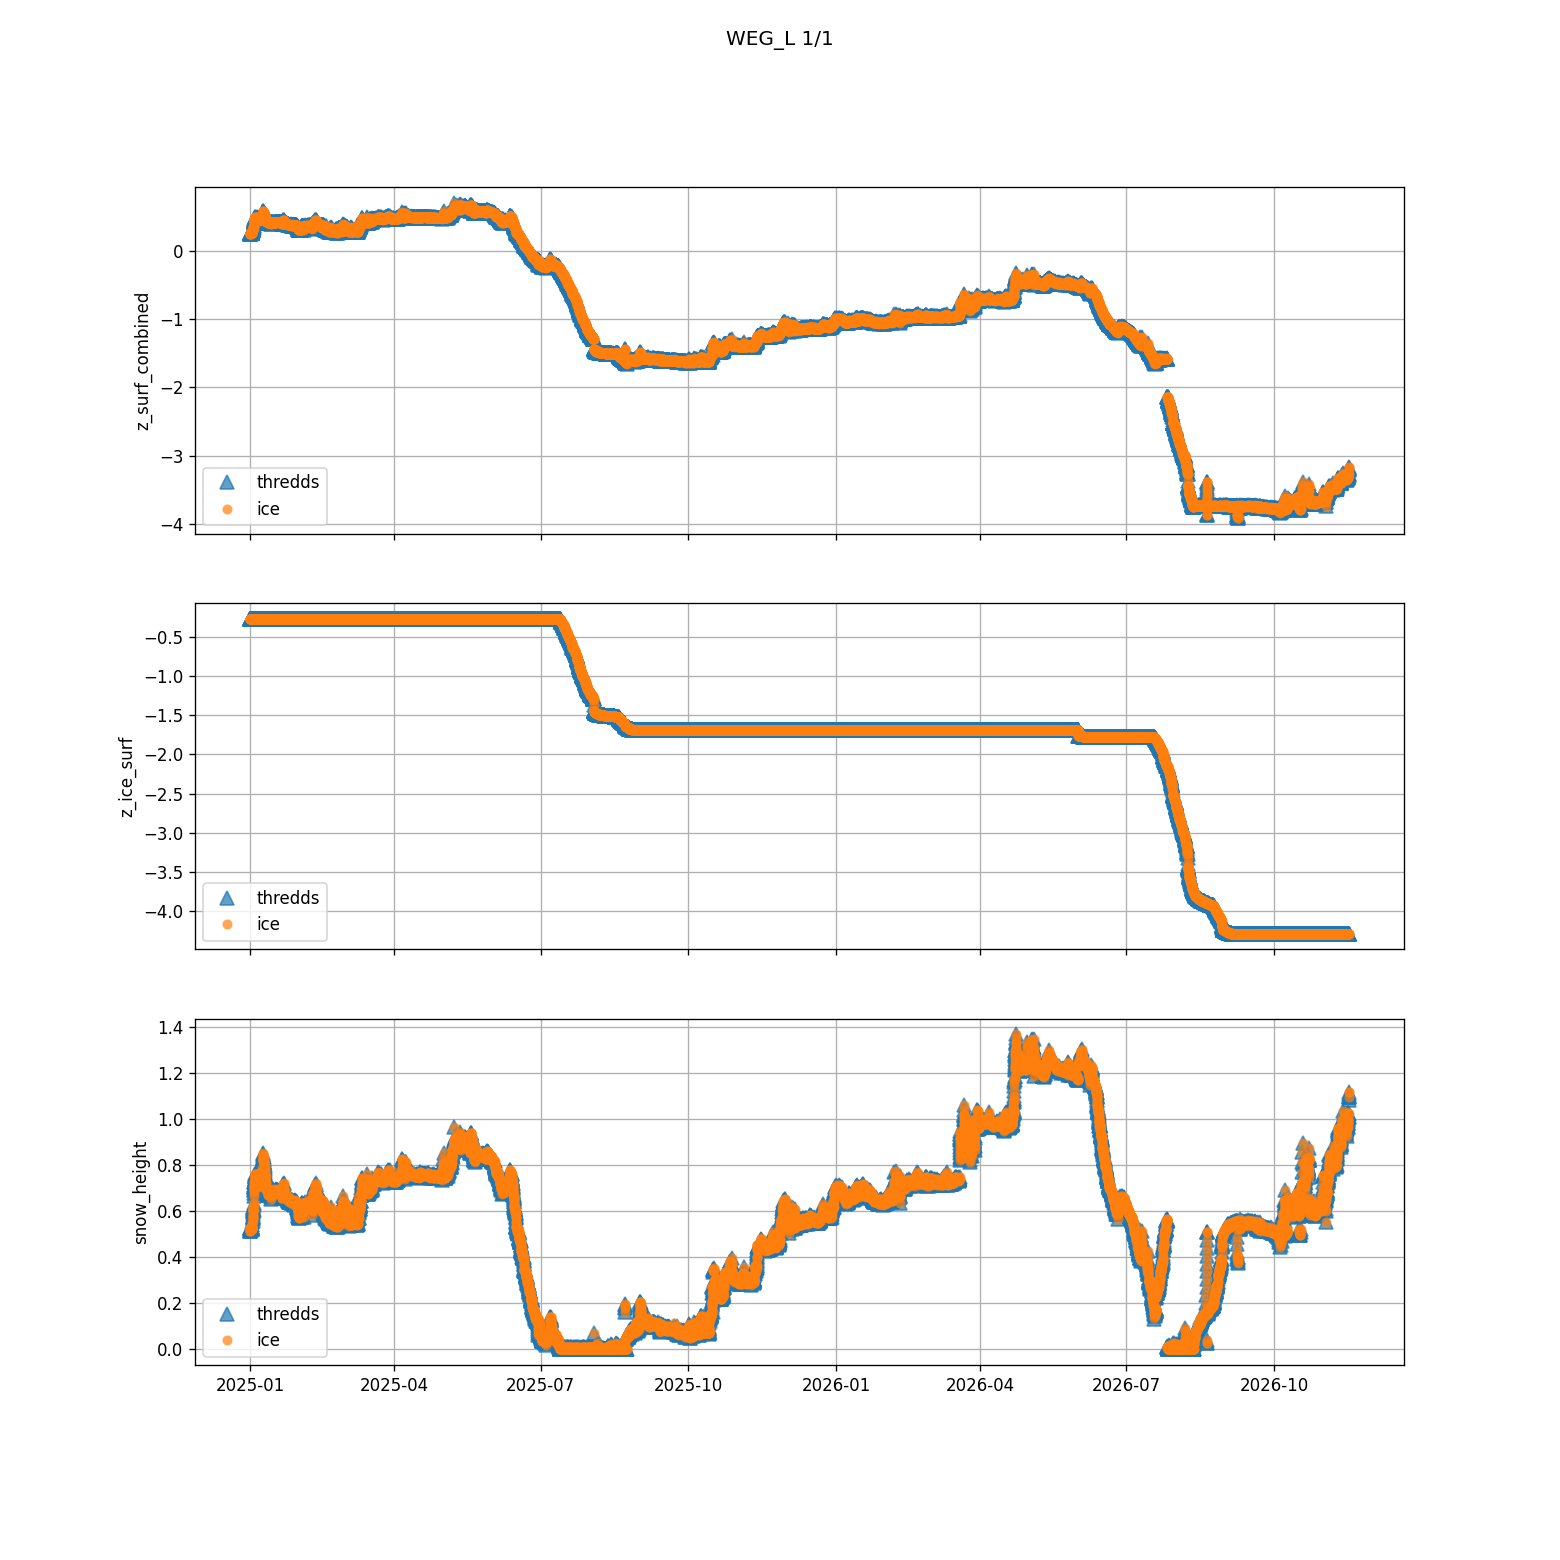 WEG_L 1/1
z_surf_combined
0
−1
−2
−3
−4
thredds
ice
z_ice_surf
−0.5
−1.0
−1.5
−2.0
−2.5
−3.0
−3.5
−4.0
thredds
ice
snow_height
1.4
1.2
1.0
0.8
0.6
0.4
0.2
0.0
thredds
ice
2025-01 2025-04 2025-07 2025-10 2026-01 2026-04 2026-07 2026-10